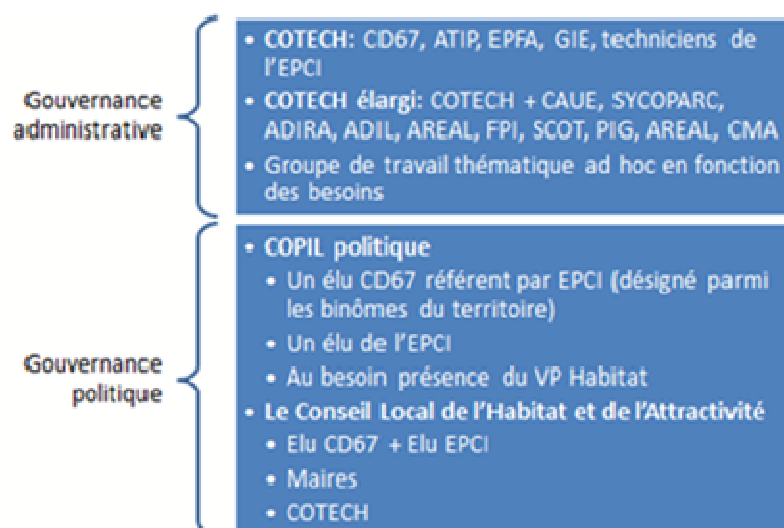 Gouvernance
administrative
• COTECH: CD67, ATIP, EPFA, GIE, techniciens de
l'EPCI
• COTECH élargi: COTECH + CAUE, SYCOPARC,
ADIRA, ADIL, AREAL, FPI, SCOT, PIG, AREAL, CMA
• Groupe de travail thématique ad hoc en fonction
des besoins
Gouvernance
politique
• COPIL politique
• Un élu CD67 référent par EPCI (désigné parmi
les binômes du territoire)
• Un élu de l'EPCI
• Au besoin présence du VP Habitat
• Le Conseil Local de l'Habitat et de l'Attractivité
• Elu CD67 + Elu EPCI
• Maires
• COTECH